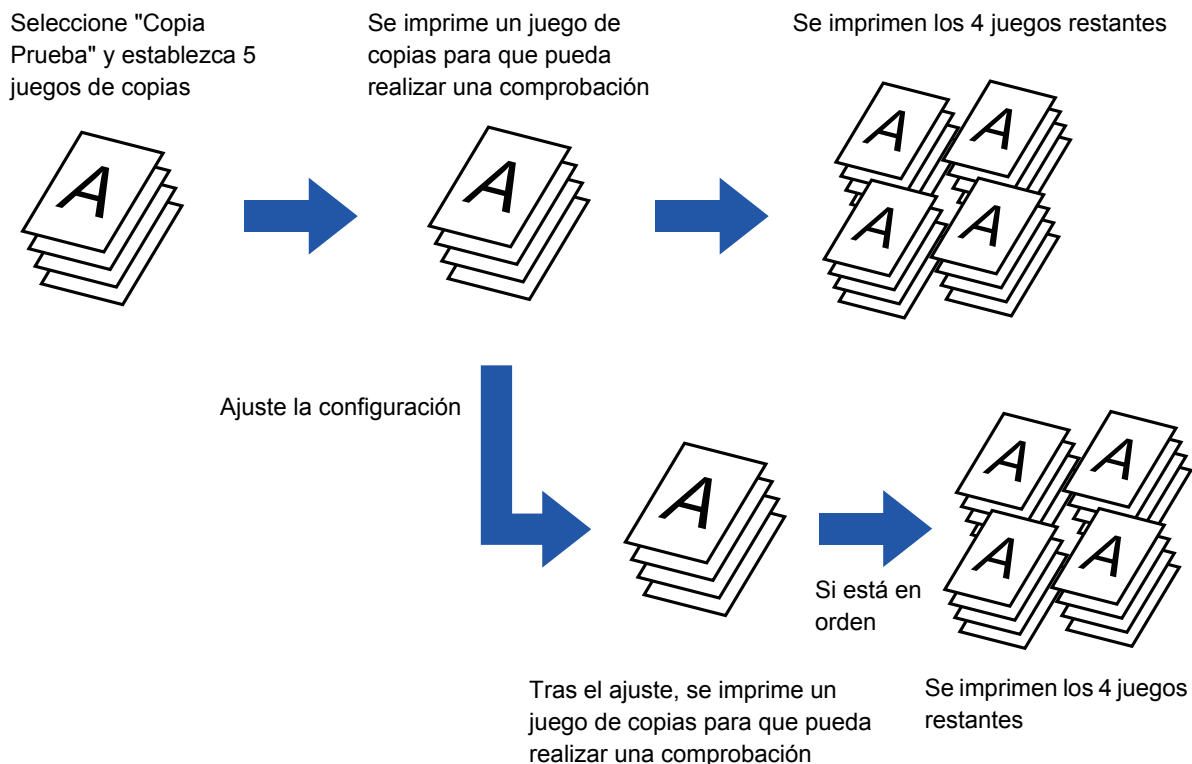 Seleccione "Copia
Prueba" y establezca 5
juegos de copias
Se imprime un juego de
copias para que pueda
realizar una comprobación
Se imprimen los 4 juegos restantes
A
A
A
A
A
A
Ajuste la configuración
A
A
A
A
A
Si está en
orden
Tras el ajuste, se imprime un
juego de copias para que pueda
realizar una comprobación
Se imprimen los 4 juegos
restantes